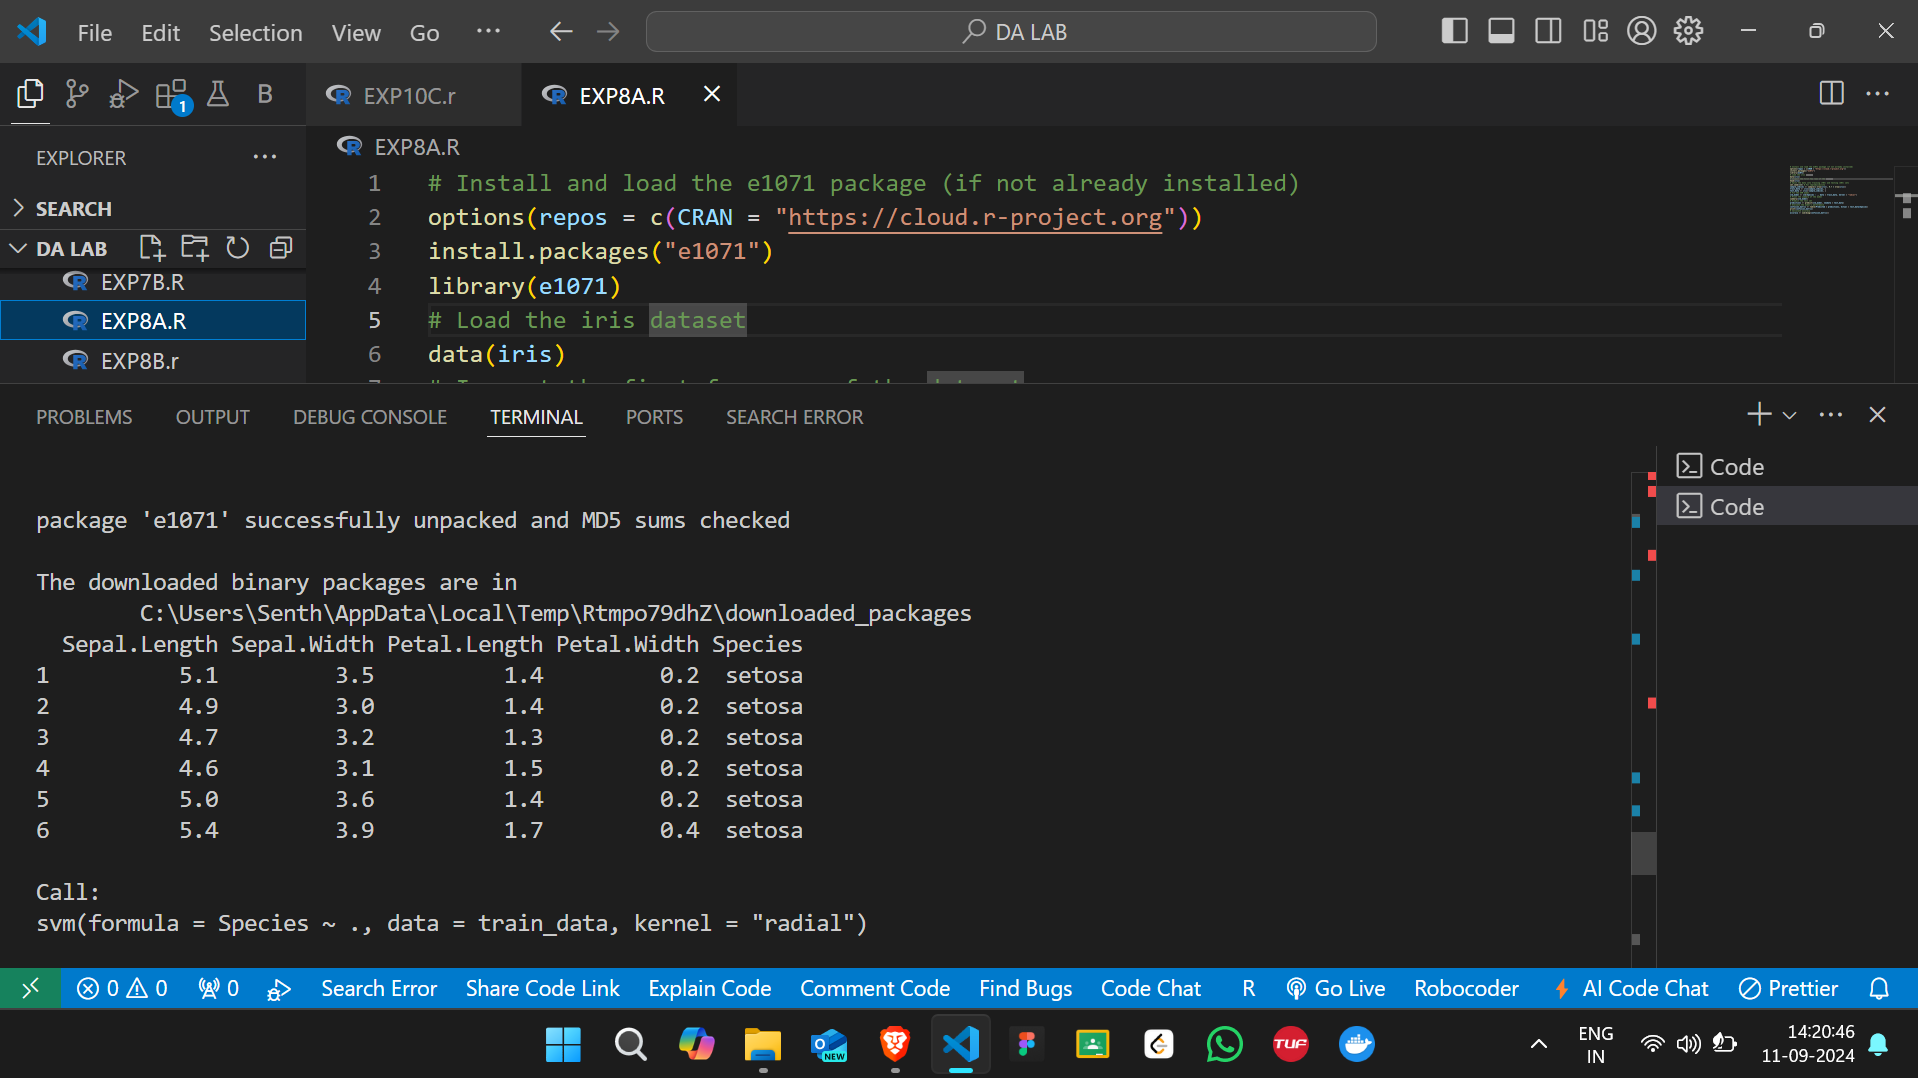 File Edit Selection View Go ··· DA LAB
1 B EXP10C.r EXP8A.R
EXPLORER
SEARCH
DA LAB
EXP7B.R
EXP8A.R
EXP8B.r
EXP8A.R
1 # Install and load the e1071 package (if not already installed)
2 options(repos = c(CRAN = "https://cloud.r-project.org"))
3 install.packages("e1071")
4 library(e1071)
5 # Load the iris dataset
6 data(iris)
PROBLEMS OUTPUT DEBUG CONSOLE TERMINAL PORTS SEARCH ERROR
Code
Code
package 'e1071' successfully unpacked and MD5 sums checked
The downloaded binary packages are in
C:\Users\Senth\AppData\Local\Temp\Rtmpo79dhZ\downloaded_packages
Sepal.Length Sepal.Width Petal.Length Petal.Width Species
1 5.1 3.5 1.4 0.2 setosa
2 4.9 3.0 1.4 0.2 setosa
3 4.7 3.2 1.3 0.2 setosa
4 4.6 3.1 1.5 0.2 setosa
5 5.0 3.6 1.4 0.2 setosa
6 5.4 3.9 1.7 0.4 setosa
Call:
svm(formula = Species ~ ., data = train_data, kernel = "radial")
0 0 0 Search Error Share Code Link Explain Code Comment Code Find Bugs Code Chat R Go Live Robocoder AI Code Chat Prettier
NEW TUF ENG IN 14:20:46
11-09-2024